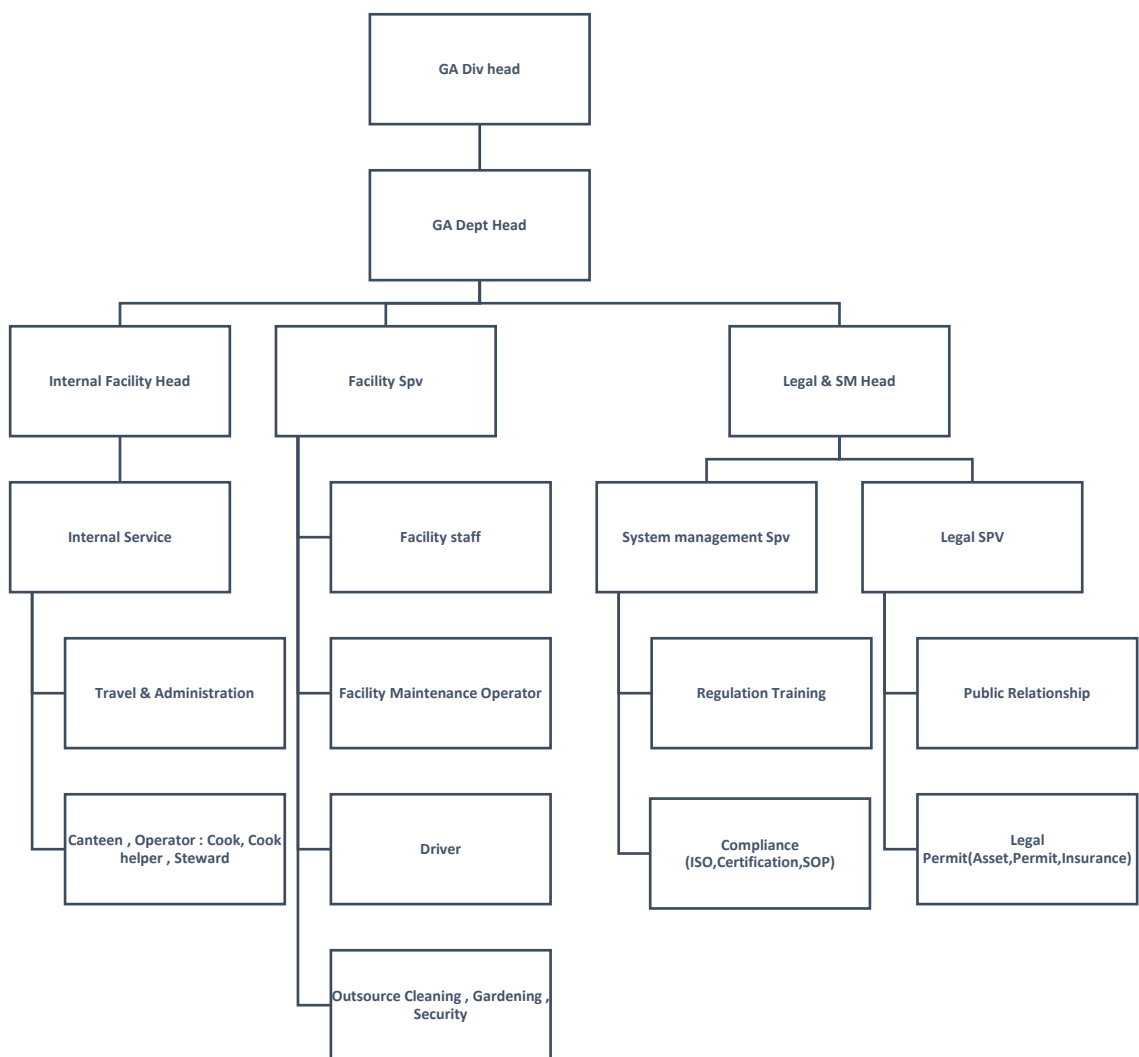 GA Div head
GA Dept Head
Internal Facility Head
Facility Spv
Legal & SM Head
Internal Service
Facility staff
System management Spv
Legal SPV
Travel & Administration
Facility Maintenance Operator
Regulation Training
Public Relationship
Canteen , Operator : Cook, Cook
helper , Steward
Driver
Compliance
(ISO,Certification,SOP)
Legal
Permit(Asset,Permit,Insurance)
Outsource Cleaning , Gardening ,
Security